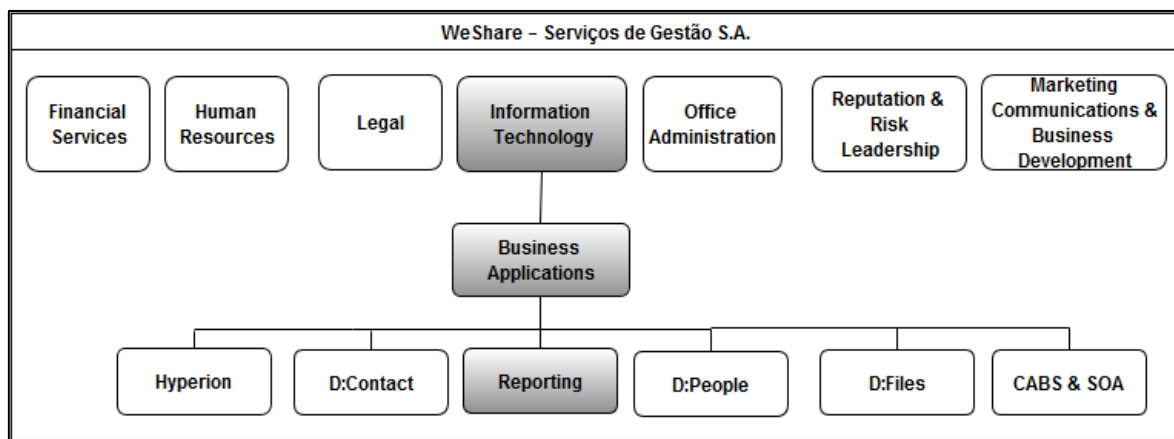 WeShare – Serviços de Gestão S.A.
Financial
Services
Human
Resources
Legal
Information
Technology
Office
Administration
Reputation &
Risk
Leadership
Marketing
Communications &
Business
Development
Business
Applications
Hyperion
D:Contact
Reporting
D:People
D:Files
CABS & SOA